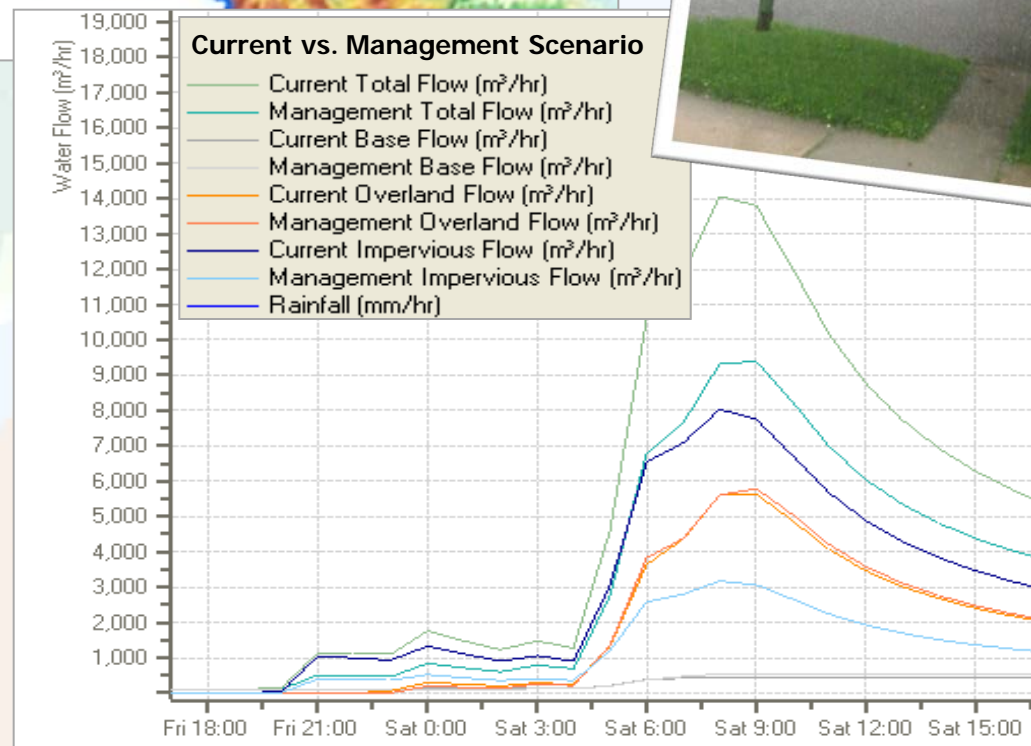 Current vs. Management Scenario
Current Total Flow (m³/hr)
Management Total Flow (m³/hr)
Current Base Flow (m³/hr)
Management Base Flow (m³/hr)
Current Overland Flow (m³/hr)
Management Overland Flow (m³/hr)
Current Impervious Flow (m³/hr)
Management Impervious Flow (m³/hr)
Rainfall (mm/hr)
Water Flow (m³/hr)
19,000
18,000
17,000
16,000
15,000
14,000
13,000
12,000
11,000
10,000
9,000
8,000
7,000
6,000
5,000
4,000
3,000
2,000
1,000
Fri 18:00 Fri 21:00 Sat 0:00 Sat 3:00 Sat 6:00 Sat 9:00 Sat 12:00 Sat 15:00